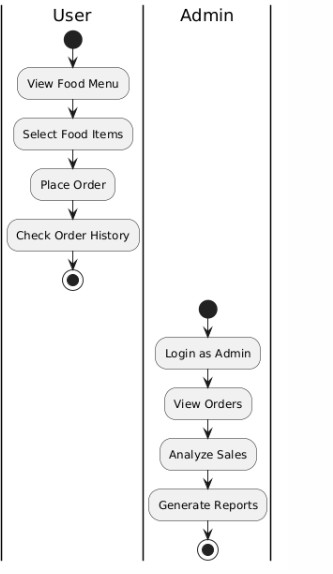 User
Admin
View Food Menu
Select Food Items
Place Order
Check Order History
Login as Admin
View Orders
Analyze Sales
Generate Reports